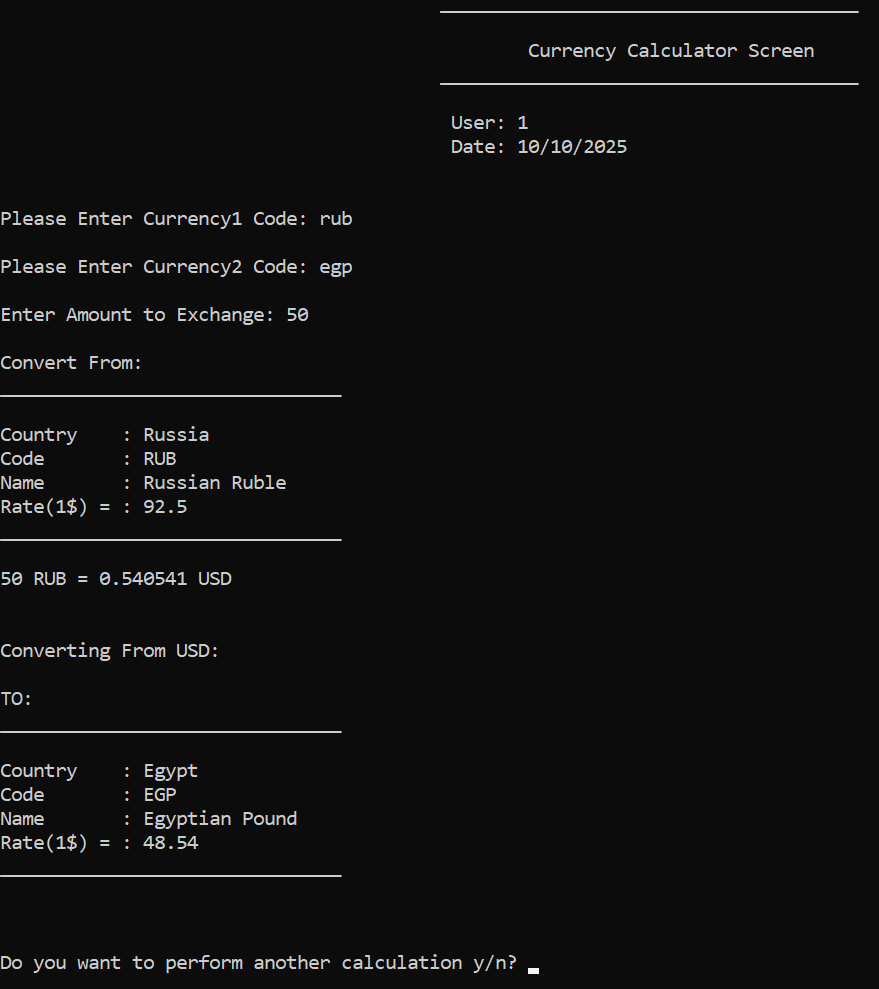 Currency Calculator Screen
User: 1
Date: 10/10/2025
Please Enter Currency1 Code: rub
Please Enter Currency2 Code: egp
Enter Amount to Exchange: 50
Convert From:
Country    : Russia
Code       : RUB
Name       : Russian Ruble
Rate(1$) = : 92.5
50 RUB = 0.540541 USD
Converting From USD:
TO:
Country    : Egypt
Code       : EGP
Name       : Egyptian Pound
Rate(1$) = : 48.54
Do you want to perform another calculation y/n?